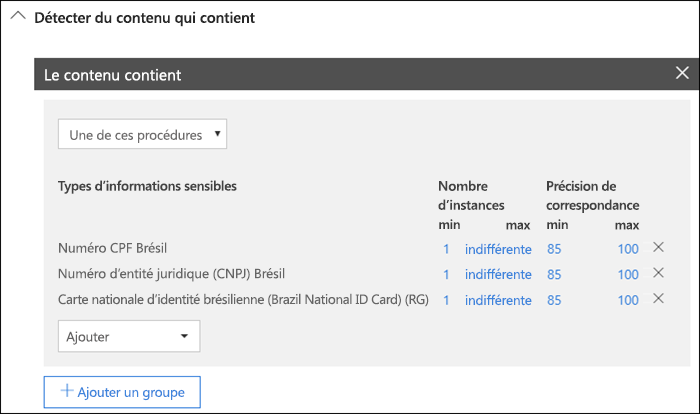 Détecter du contenu qui contient
Le contenu contient
Une de ces procédures
Types d'informations sensibles Nombre d'instances Précision de correspondance
min max min max
Numéro CPF Brésil 1 indifférente 85 100
Numéro d'entité juridique (CNPJ) Brésil 1 indifférente 85 100
Carte nationale d'identité brésilienne (Brazil National ID Card) (RG) 1 indifférente 85 100
Ajouter
Ajouter un groupe